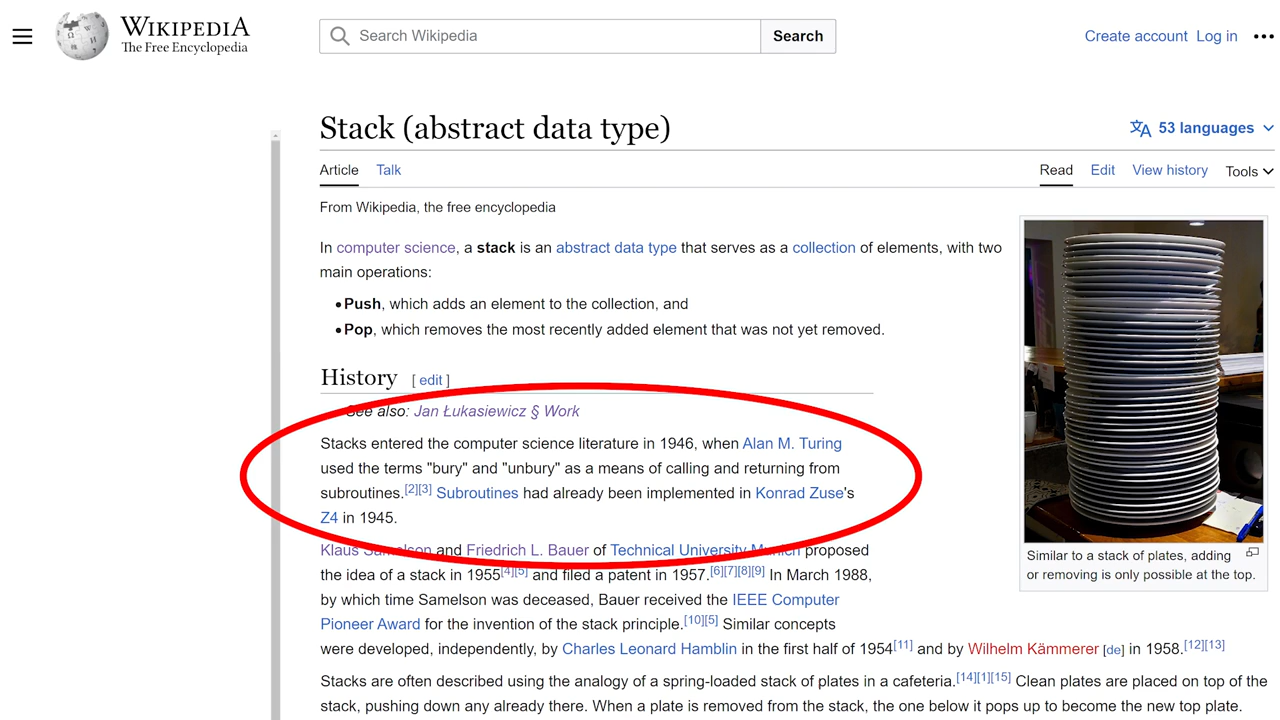 WIKIPEDIA
The Free Encyclopedia
Search Wikipedia
Search
Create account Log in
Stack (abstract data type)
53 languages
Article Talk
Read Edit View history Tools
From Wikipedia, the free encyclopedia
In computer science, a stack is an abstract data type that serves as a collection of elements, with two
main operations:
• Push, which adds an element to the collection, and
• Pop, which removes the most recently added element that was not yet removed.
History [ edit ]
See also: Jan Łukasiewicz § Work
Stacks entered the computer science literature in 1946, when Alan M. Turing
used the terms "bury" and "unbury" as a means of calling and returning from
subroutines.[2][3] Subroutines had already been implemented in Konrad Zuse's
Z4 in 1945.
Klaus Samelson and Friedrich L. Bauer of Technical University Munich proposed
the idea of a stack in 1955[4][5] and filed a patent in 1957.[6][7][8][9] In March 1988,
by which time Samelson was deceased, Bauer received the IEEE Computer
Pioneer Award for the invention of the stack principle.[10][5] Similar concepts
were developed, independently, by Charles Leonard Hamblin in the first half of 1954[11] and by Wilhelm Kämmerer [de] in 1958.[12][13]
Stacks are often described using the analogy of a spring-loaded stack of plates in a cafeteria.[14][1][15] Clean plates are placed on top of the
stack, pushing down any already there. When a plate is removed from the stack, the one below it pops up to become the new top plate.
Similar to a stack of plates, adding
or removing is only possible at the top.